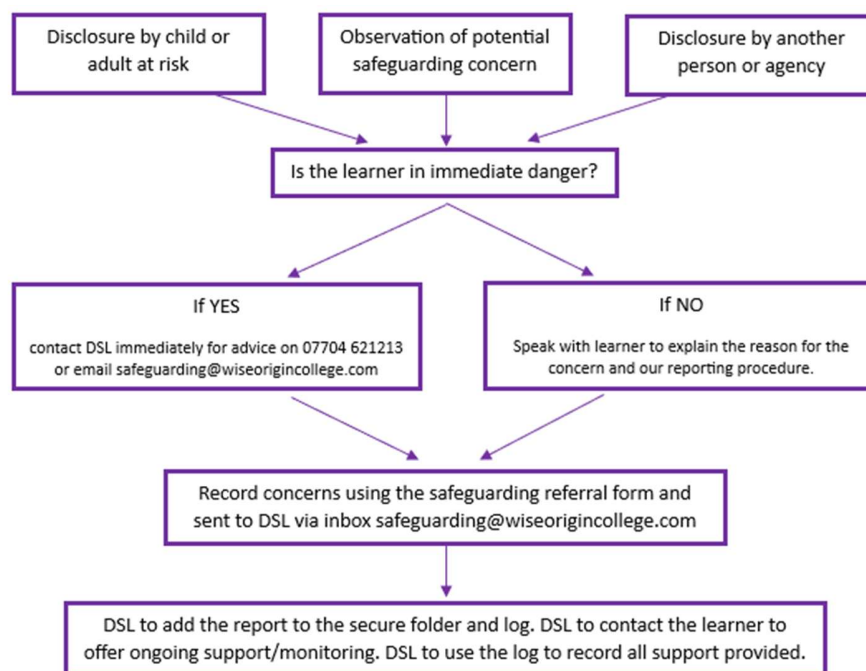 Disclosure by child or
adult at risk
Observation of potential
safeguarding concern
Disclosure by another
person or agency
Is the learner in immediate danger?
If YES
contact DSL immediately for advice on 07704 621213
or email safeguarding@wiseorigincollege.com
If NO
Speak with learner to explain the reason for the
concern and our reporting procedure.
Record concerns using the safeguarding referral form and
sent to DSL via inbox safeguarding@wiseorigincollege.com
DSL to add the report to the secure folder and log. DSL to contact the learner to
offer ongoing support/monitoring. DSL to use the log to record all support provided.